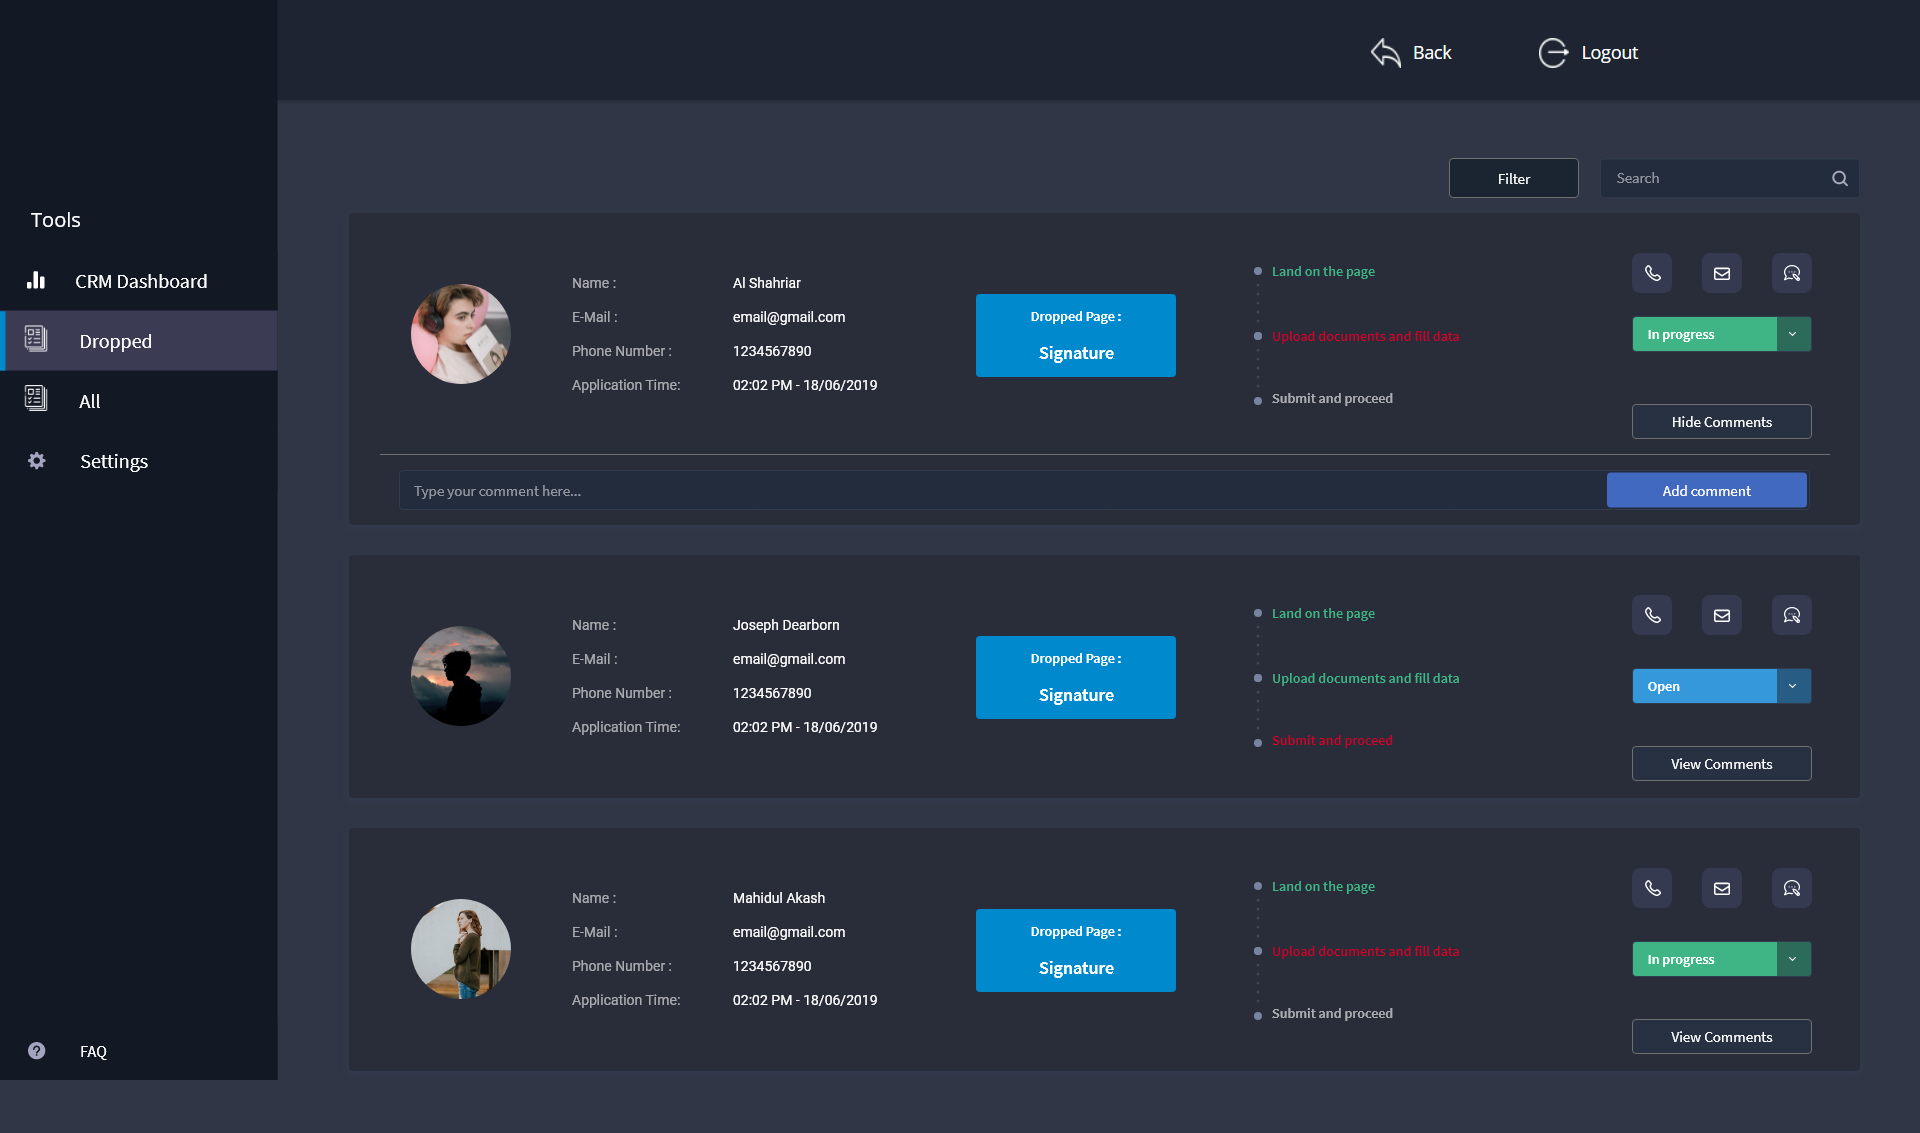 Back
Logout
Filter
Search
Tools
CRM Dashboard
Dropped
All
Settings
FAQ
Name :
Al Shahriar
E-Mail :
email@gmail.com
Phone Number :
1234567890
Application Time:
02:02 PM - 18/06/2019
Dropped Page :
Signature
Land on the page
Upload documents and fill data
Submit and proceed
In progress
Hide Comments
Type your comment here...
Add comment
Name :
Joseph Dearborn
E-Mail :
email@gmail.com
Phone Number :
1234567890
Application Time:
02:02 PM - 18/06/2019
Dropped Page :
Signature
Land on the page
Upload documents and fill data
Submit and proceed
Open
View Comments
Name :
Mahidul Akash
E-Mail :
email@gmail.com
Phone Number :
1234567890
Application Time:
02:02 PM - 18/06/2019
Dropped Page :
Signature
Land on the page
Upload documents and fill data
Submit and proceed
In progress
View Comments